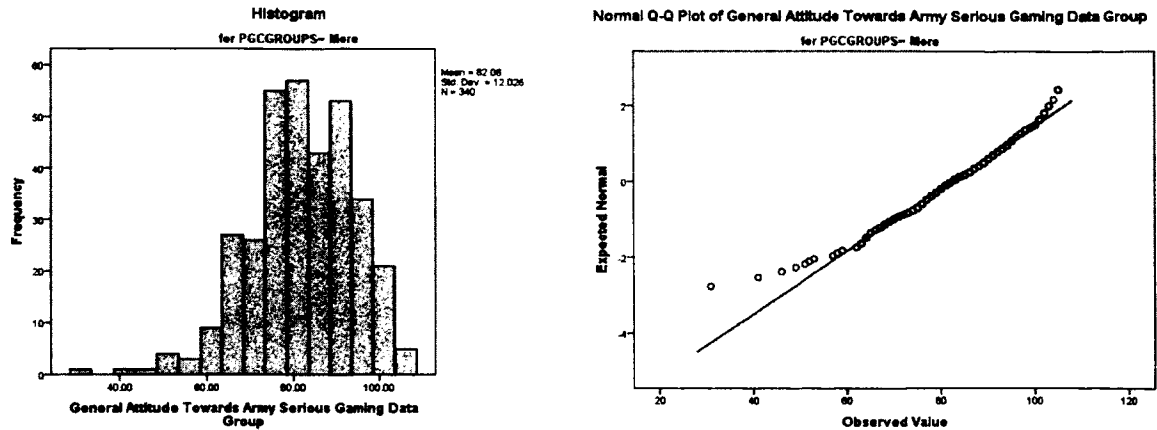 Histogram
for PGCGROUPS= More
Mean = 82.08
Std. Dev = 12.026
N = 340
Frequency
60
50
40
30
20
10
0
40.00 60.00 80.00 100.00
General Attitude Towards Army Serious Gaming Data
Group
Normal Q-Q Plot of General Attitude Towards Army Serious Gaming Data Group
for PGCGROUPS= More
Expected Normal
2
0
-2
-4
20 40 60 80 100 120
Observed Value